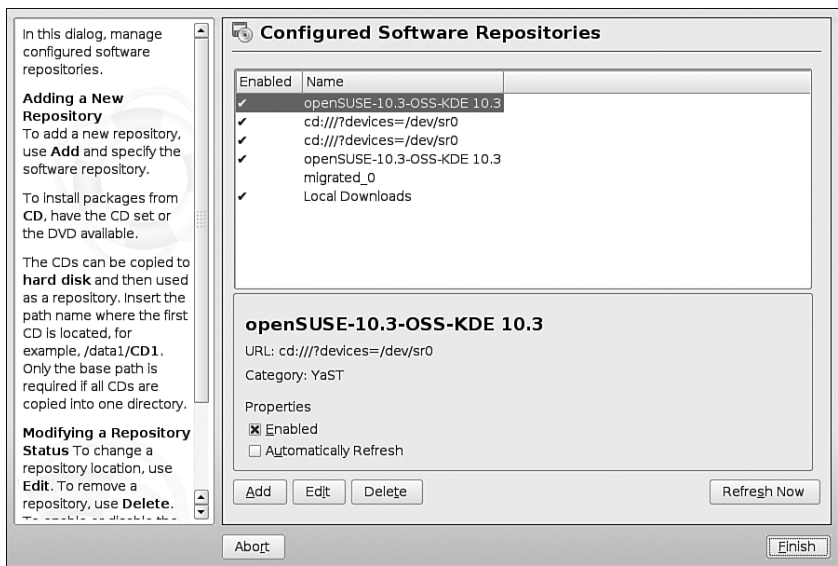 In this dialog, manage
configured software
repositories.
Adding a New
Repository
To add a new repository,
use Add and specify the
software repository.
To install packages from
CD, have the CD set or
the DVD available.
The CDs can be copied to
hard disk and then used
as a repository. Insert the
path name where the first
CD is located, for
example, /data1/CD1.
Only the base path is
required if all CDs are
copied into one directory.
Modifying a Repository
Status To change a
repository location, use
Edit. To remove a
repository, use Delete.
Configured Software Repositories
Enabled Name
✔ openSUSE-10.3-OSS-KDE 10.3
✔ cd:///?devices=/dev/sr0
✔ cd:///?devices=/dev/sr0
✔ openSUSE-10.3-OSS-KDE 10.3
migrated_0
✔ Local Downloads
openSUSE-10.3-OSS-KDE 10.3
URL: cd:///?devices=/dev/sr0
Category: YaST
Properties
Enabled
Automatically Refresh
Add Edit Delete Refresh Now
Abort Finish